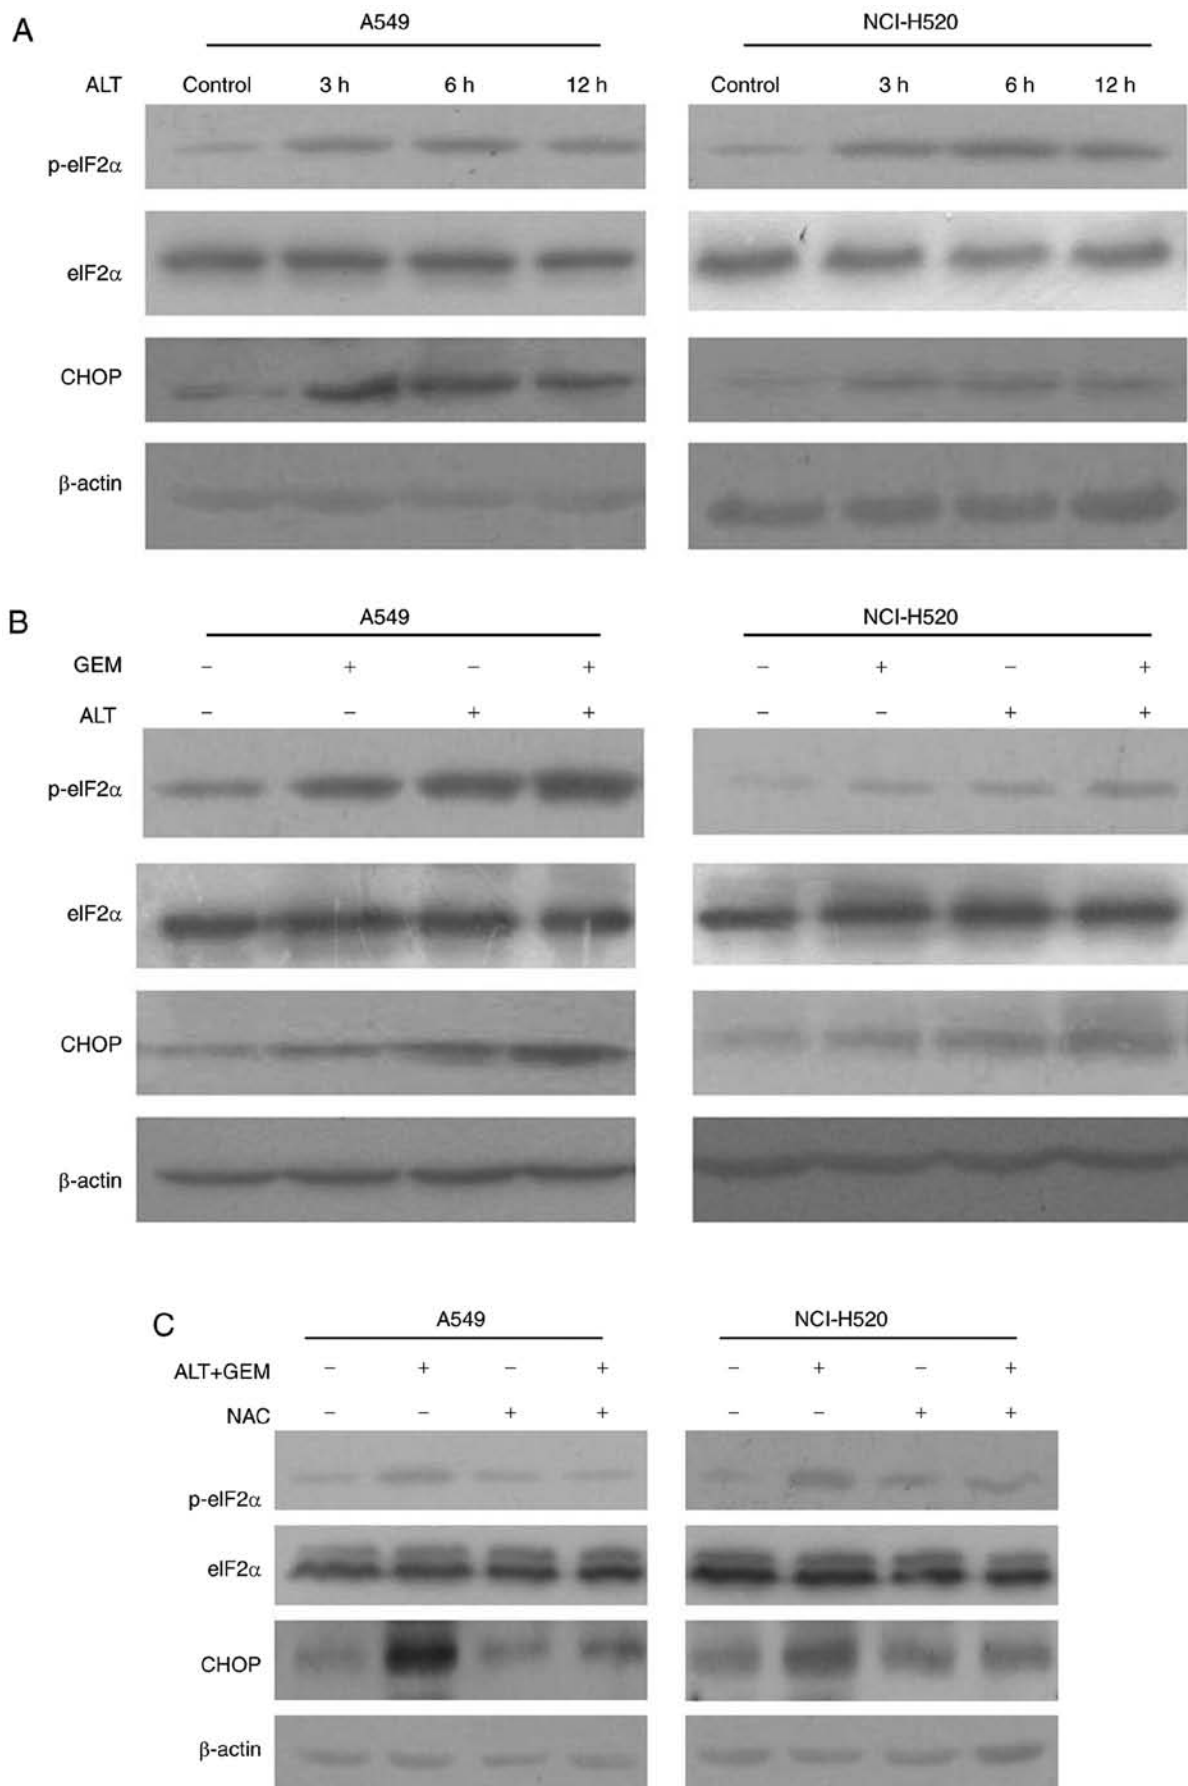 A
A549 NCI-H520
ALT Control 3 h 6 h 12 h Control 3 h 6 h 12 h
p-eIF2α
eIF2α
CHOP
β-actin
B
A549 NCI-H520
GEM − + − + − + − +
ALT − − + + − − + +
p-eIF2α
eIF2α
CHOP
β-actin
C
A549 NCI-H520
ALT+GEM − + − + − + − +
NAC − − + + − − + +
p-eIF2α
eIF2α
CHOP
β-actin